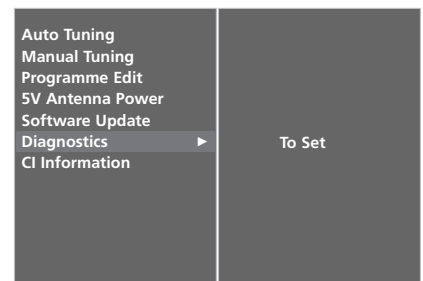 Auto Tuning
Manual Tuning
Programme Edit
5V Antenna Power
Software Update
Diagnostics ► To Set
CI Information